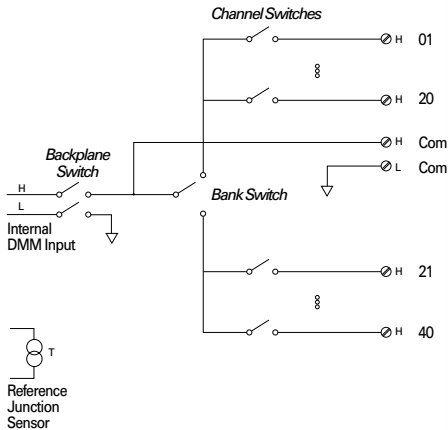 Channel Switches
H 01
H 20
H Com
L Com
Backplane
Switch
H
L
Internal
DMM Input
Bank Switch
H 21
H 40
T
Reference
Junction
Sensor